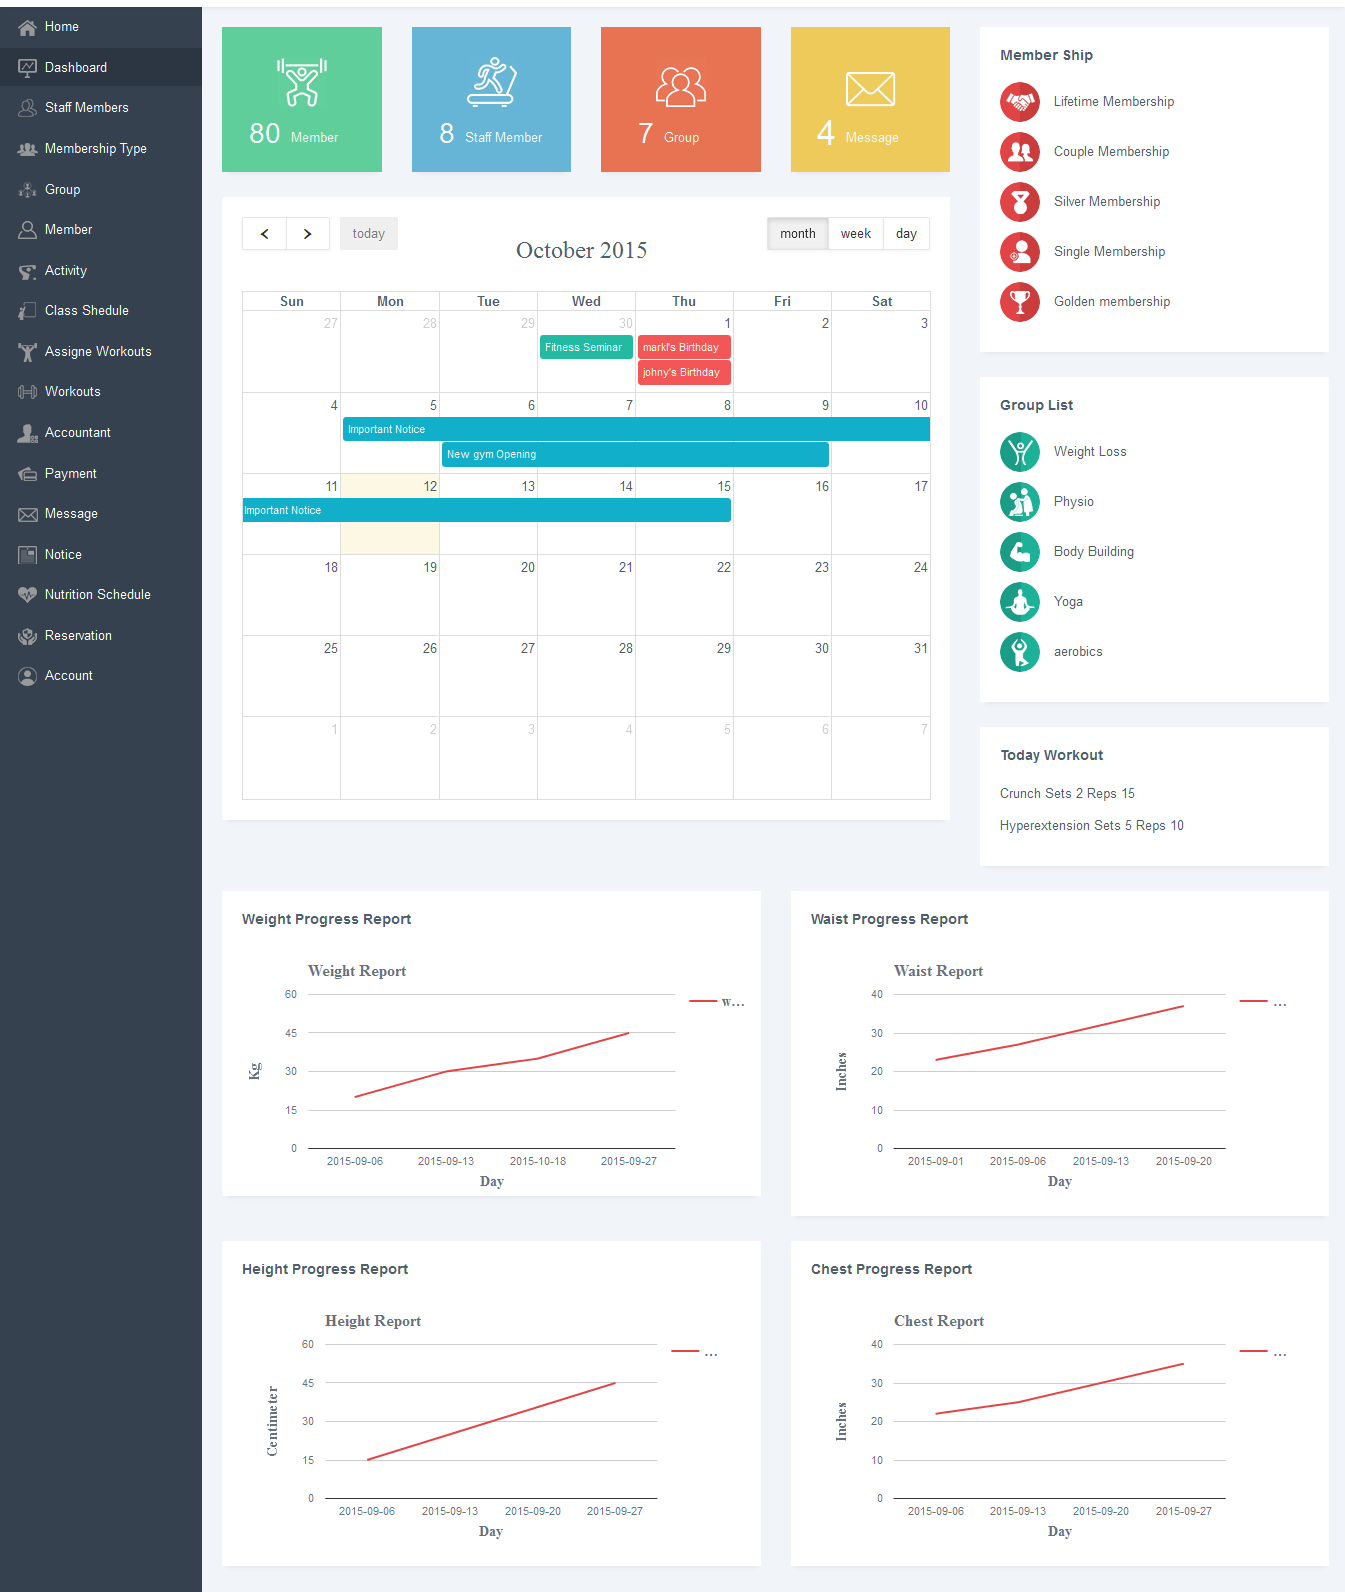 Home
Dashboard
Staff Members
Membership Type
Group
Member
Activity
Class Shedule
Assigne Workouts
Workouts
Accountant
Payment
Message
Notice
Nutrition Schedule
Reservation
Account
80 Member
8 Staff Member
7 Group
4 Message
today
October 2015
month week day
Sun Mon Tue Wed Thu Fri Sat
27 28 29 30 1 2 3
Fitness Seminar markl's Birthday
johny's Birthday
4 5 6 7 8 9 10
Important Notice
New gym Opening
11 12 13 14 15 16 17
Important Notice
18 19 20 21 22 23 24
25 26 27 28 29 30 31
1 2 3 4 5 6 7
Member Ship
Lifetime Membership
Couple Membership
Silver Membership
Single Membership
Golden membership
Group List
Weight Loss
Physio
Body Building
Yoga
aerobics
Today Workout
Crunch Sets 2 Reps 15
Hyperextension Sets 5 Reps 10
Weight Progress Report
Weight Report
60
45
30
15
0
Kg
w...
2015-09-06 2015-09-13 2015-10-18 2015-09-27
Day
Waist Progress Report
Waist Report
40
30
20
10
0
Inches
...
2015-09-01 2015-09-06 2015-09-13 2015-09-20
Day
Height Progress Report
Height Report
60
45
30
15
0
Centimeter
...
2015-09-06 2015-09-13 2015-09-20 2015-09-27
Day
Chest Progress Report
Chest Report
40
30
20
10
0
Inches
...
2015-09-06 2015-09-13 2015-09-20 2015-09-27
Day